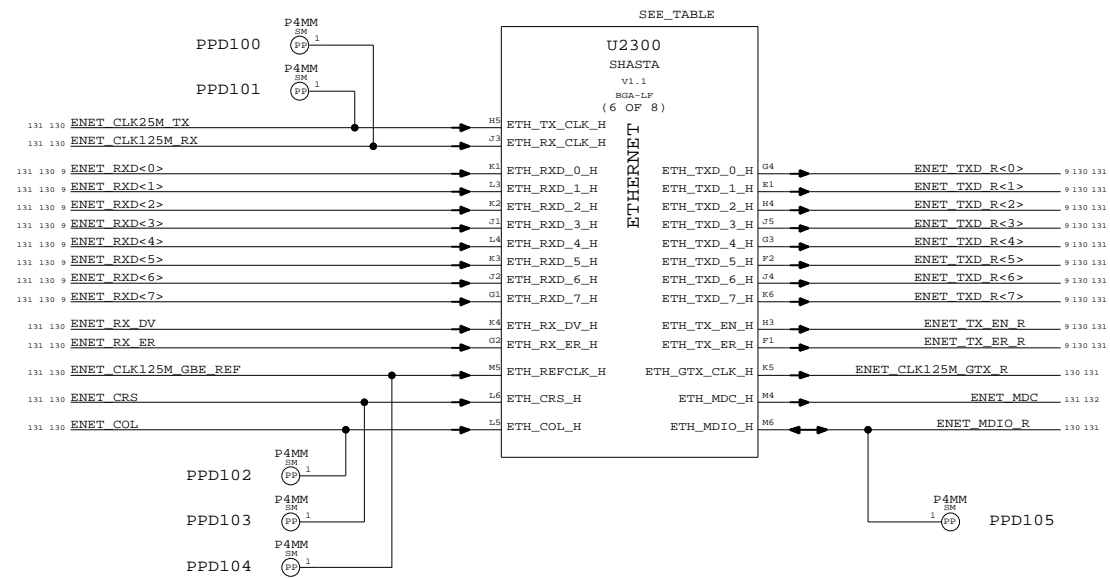 SEE_TABLE
P4MM
SM
PPD100 PP 1
U2300
SHASTA
V1.1
BGA-LF
(6 OF 8)
ETHERNET
P4MM
SM
PPD101 PP 1
131 130 ENET_CLK25M_TX H5 ETH_TX_CLK_H
131 130 ENET_CLK125M_RX J3 ETH_RX_CLK_H
131 130 9 ENET_RXD<0> K1 ETH_RXD_0_H ETH_TXD_0_H G4 ENET_TXD_R<0> 9 130 131
131 130 9 ENET_RXD<1> L3 ETH_RXD_1_H ETH_TXD_1_H E1 ENET_TXD_R<1> 9 130 131
131 130 9 ENET_RXD<2> K2 ETH_RXD_2_H ETH_TXD_2_H H4 ENET_TXD_R<2> 9 130 131
131 130 9 ENET_RXD<3> J1 ETH_RXD_3_H ETH_TXD_3_H J5 ENET_TXD_R<3> 9 130 131
131 130 9 ENET_RXD<4> L4 ETH_RXD_4_H ETH_TXD_4_H G3 ENET_TXD_R<4> 9 130 131
131 130 9 ENET_RXD<5> K3 ETH_RXD_5_H ETH_TXD_5_H F2 ENET_TXD_R<5> 9 130 131
131 130 9 ENET_RXD<6> J2 ETH_RXD_6_H ETH_TXD_6_H J4 ENET_TXD_R<6> 9 130 131
131 130 9 ENET_RXD<7> G1 ETH_RXD_7_H ETH_TXD_7_H K6 ENET_TXD_R<7> 9 130 131
131 130 ENET_RX_DV K4 ETH_RX_DV_H ETH_TX_EN_H H3 ENET_TX_EN_R 9 130 131
131 130 ENET_RX_ER G2 ETH_RX_ER_H ETH_TX_ER_H F1 ENET_TX_ER_R 9 130 131
131 130 ENET_CLK125M_GBE_REF M5 ETH_REFCLK_H ETH_GTX_CLK_H K5 ENET_CLK125M_GTX_R 130 131
131 130 ENET_CRS L6 ETH_CRS_H ETH_MDC_H M4 ENET_MDC 131 132
131 130 ENET_COL L5 ETH_COL_H ETH_MDIO_H M6 ENET_MDIO_R 130 131
P4MM
SM
PPD102 PP 1
P4MM
SM
PPD103 PP 1
P4MM
SM
1 PP PPD105
P4MM
SM
PPD104 PP 1